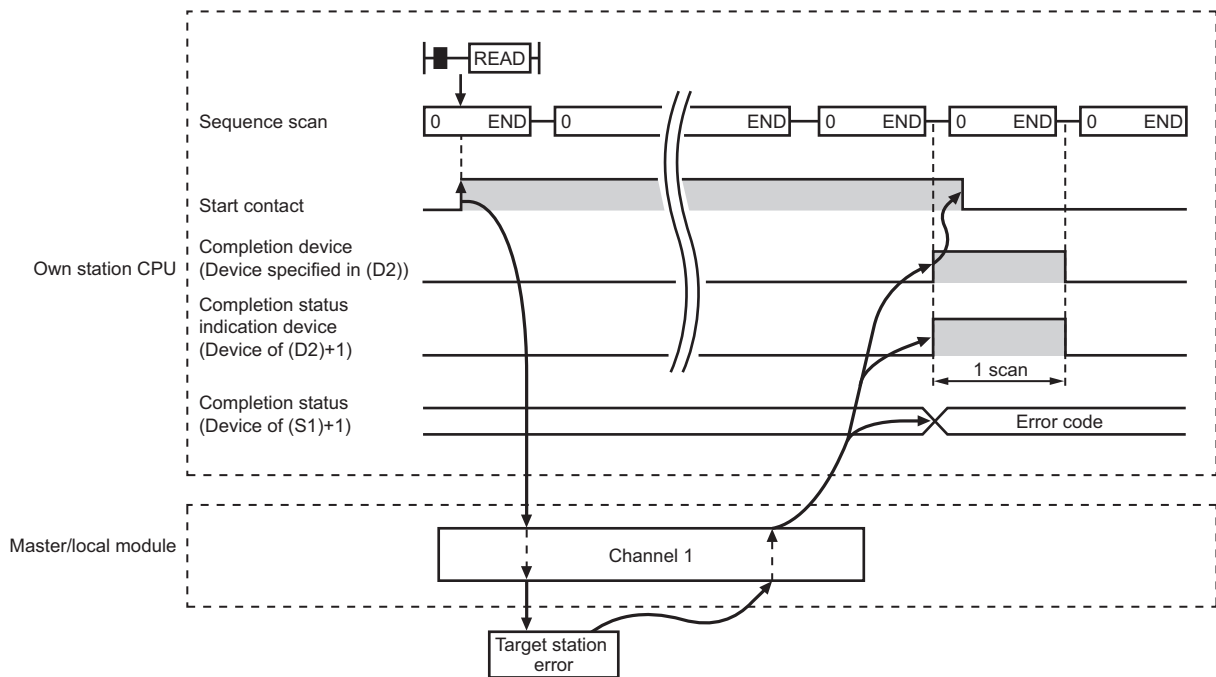 READ
Sequence scan
0 END 0 END 0 END 0 END 0 END
Start contact
Own station CPU
Completion device
(Device specified in (D2))
Completion status
indication device
(Device of (D2)+1)
1 scan
Completion status
(Device of (S1)+1)
Error code
Master/local module
Channel 1
Target station
error